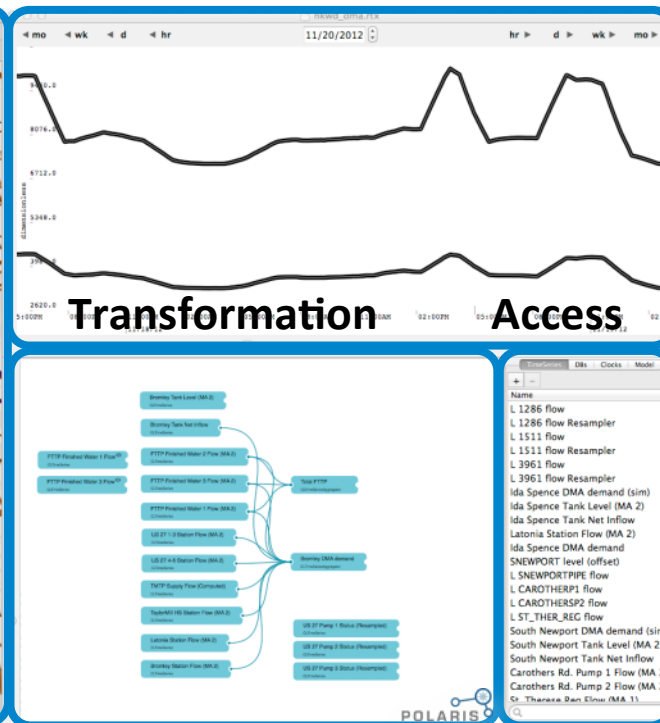 nkwd_dma.rtx
◄ mo ◄ wk ◄ d ◄ hr 11/20/2012 hr ► d ► wk ► mo ►
8076.0
6712.0
5348.0
2620.0
dimensionless
02:00PM
Transformation Access
Bromley Tank Level (MA 2)
Bromley Tank Net Inflow
FTTP Finished Water 1 Flow
FTTP Finished Water 2 Flow (MA 2)
FTTP Finished Water 3 Flow
FTTP Finished Water 3 Flow (MA 2)
Total FTTP
FTTP Finished Water 1 Flow (MA 2)
US 27 1-3 Station Flow (MA 2)
US 27 4-6 Station Flow (MA 2)
Bromley DMA demand
TMTP Supply Flow (Computed)
TaylorMill HS Station Flow (MA 2)
US 27 Pump 1 Status (Resampled)
Latonia Station Flow (MA 2)
US 27 Pump 2 Status (Resampled)
Bromley Station Flow (MA 2)
US 27 Pump 3 Status (Resampled)
POLARIS
TimeSeries DBs Clocks Model
+ −
Name
L 1286 flow
L 1286 flow Resampler
L 1511 flow
L 1511 flow Resampler
L 3961 flow
L 3961 flow Resampler
Ida Spence DMA demand (sim)
Ida Spence Tank Level (MA 2)
Ida Spence Tank Net Inflow
Latonia Station Flow (MA 2)
Ida Spence DMA demand
SNEWPORT level (offset)
L SNEWPORTPIPE flow
L CAROTHERP1 flow
L CAROTHERSP2 flow
L ST_THER_REG flow
South Newport DMA demand (sim
South Newport Tank Level (MA 2
South Newport Tank Net Inflow
Carothers Rd. Pump 1 Flow (MA
Carothers Rd. Pump 2 Flow (MA
St. Therese Reg Flow (MA 1)